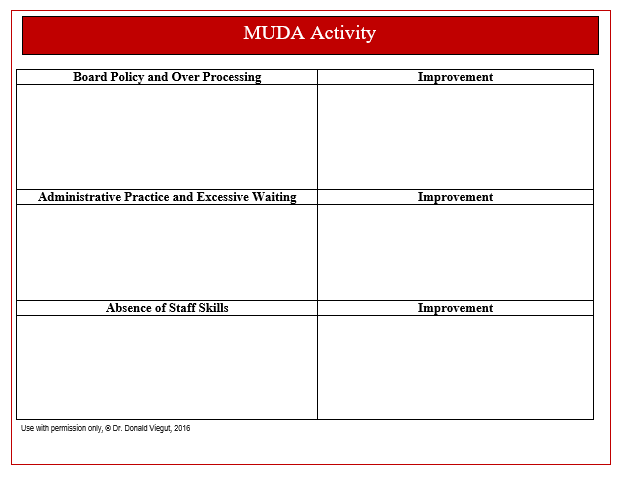 MUDA Activity
Board Policy and Over Processing
Improvement
Administrative Practice and Excessive Waiting
Improvement
Absence of Staff Skills
Improvement
Use with permission only, © Dr. Donald Viegut, 2016